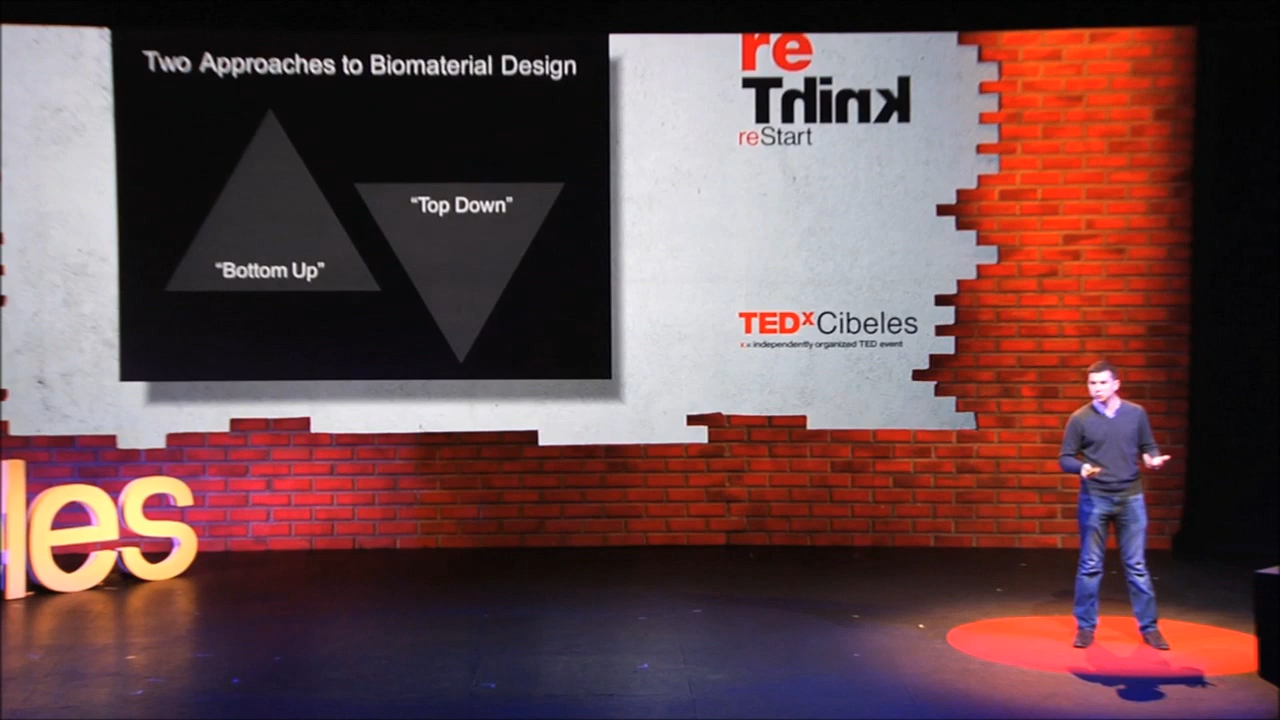 Two Approaches to Biomaterial Design
“Top Down”
“Bottom Up”
re
Think
reStart
TEDxCibeles
x = independently organized TED event
les